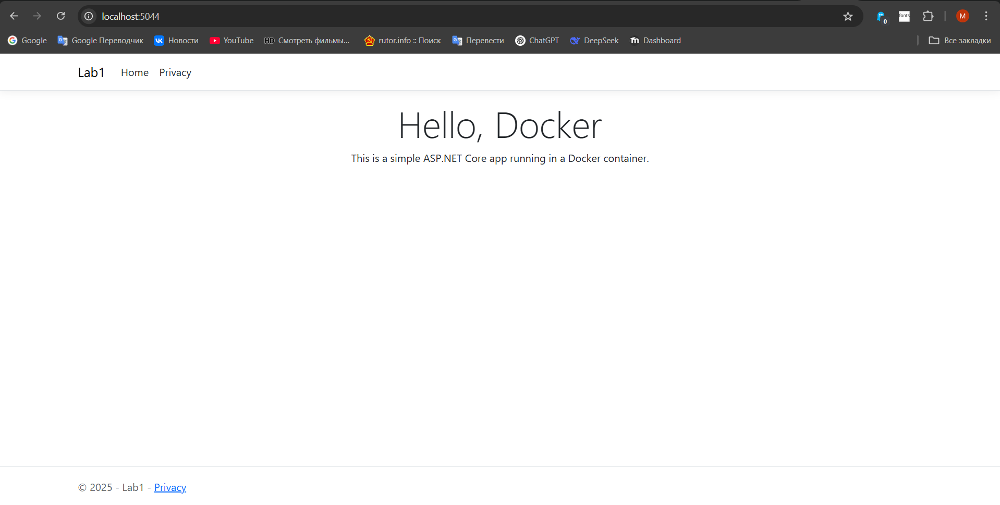 localhost:5044
0
fonts
M
Google Google Переводчик Новости YouTube HD Смотреть фильмы... rutor.info :: Поиск Перевести ChatGPT DeepSeek Dashboard Все закладки
Lab1 Home Privacy
Hello, Docker
This is a simple ASP.NET Core app running in a Docker container.
© 2025 - Lab1 - Privacy